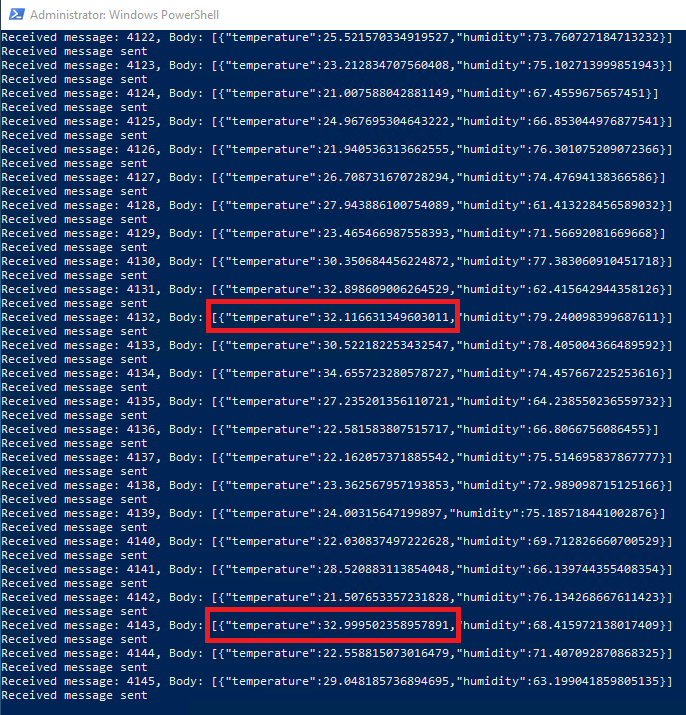 Administrator: Windows PowerShell
Received message: 4122, Body: [{"temperature":25.521570334919527,"humidity":73.760727184713232}]
Received message sent
Received message: 4123, Body: [{"temperature":23.212834707560408,"humidity":75.102713999851943}]
Received message sent
Received message: 4124, Body: [{"temperature":21.007588042881149,"humidity":67.4559675657451}]
Received message sent
Received message: 4125, Body: [{"temperature":24.967695304643222,"humidity":66.853044976877541}]
Received message sent
Received message: 4126, Body: [{"temperature":21.940536313662555,"humidity":76.301075209072366}]
Received message sent
Received message: 4127, Body: [{"temperature":26.708731670728294,"humidity":74.47694138366586}]
Received message sent
Received message: 4128, Body: [{"temperature":27.943886100754089,"humidity":61.413228456589032}]
Received message sent
Received message: 4129, Body: [{"temperature":23.465466987558393,"humidity":71.56692081669668}]
Received message sent
Received message: 4130, Body: [{"temperature":30.350684456224872,"humidity":77.383060910451718}]
Received message sent
Received message: 4131, Body: [{"temperature":32.898609006264529,"humidity":62.415642944358126}]
Received message sent
Received message: 4132, Body: [{"temperature":32.116631349603011,"humidity":79.240098399687611}]
Received message sent
Received message: 4133, Body: [{"temperature":30.522182253432547,"humidity":78.405004366489592}]
Received message sent
Received message: 4134, Body: [{"temperature":34.655723280578727,"humidity":74.457667225253616}]
Received message sent
Received message: 4135, Body: [{"temperature":27.235201356110721,"humidity":64.238550236559732}]
Received message sent
Received message: 4136, Body: [{"temperature":22.581583807515717,"humidity":66.8066756086455}]
Received message sent
Received message: 4137, Body: [{"temperature":22.162057371885542,"humidity":75.514695837867777}]
Received message sent
Received message: 4138, Body: [{"temperature":23.362567957193853,"humidity":72.989098715125166}]
Received message sent
Received message: 4139, Body: [{"temperature":24.00315647199897,"humidity":75.185718441002876}]
Received message sent
Received message: 4140, Body: [{"temperature":22.030837497222628,"humidity":69.712826660700529}]
Received message sent
Received message: 4141, Body: [{"temperature":28.520883113854048,"humidity":66.139744355408354}]
Received message sent
Received message: 4142, Body: [{"temperature":21.507653357231828,"humidity":76.134268667611423}]
Received message sent
Received message: 4143, Body: [{"temperature":32.999502358957891,"humidity":68.415972138017409}]
Received message sent
Received message: 4144, Body: [{"temperature":22.558815073016479,"humidity":71.407092870868325}]
Received message sent
Received message: 4145, Body: [{"temperature":29.048185736894695,"humidity":63.199041859805135}]
Received message sent